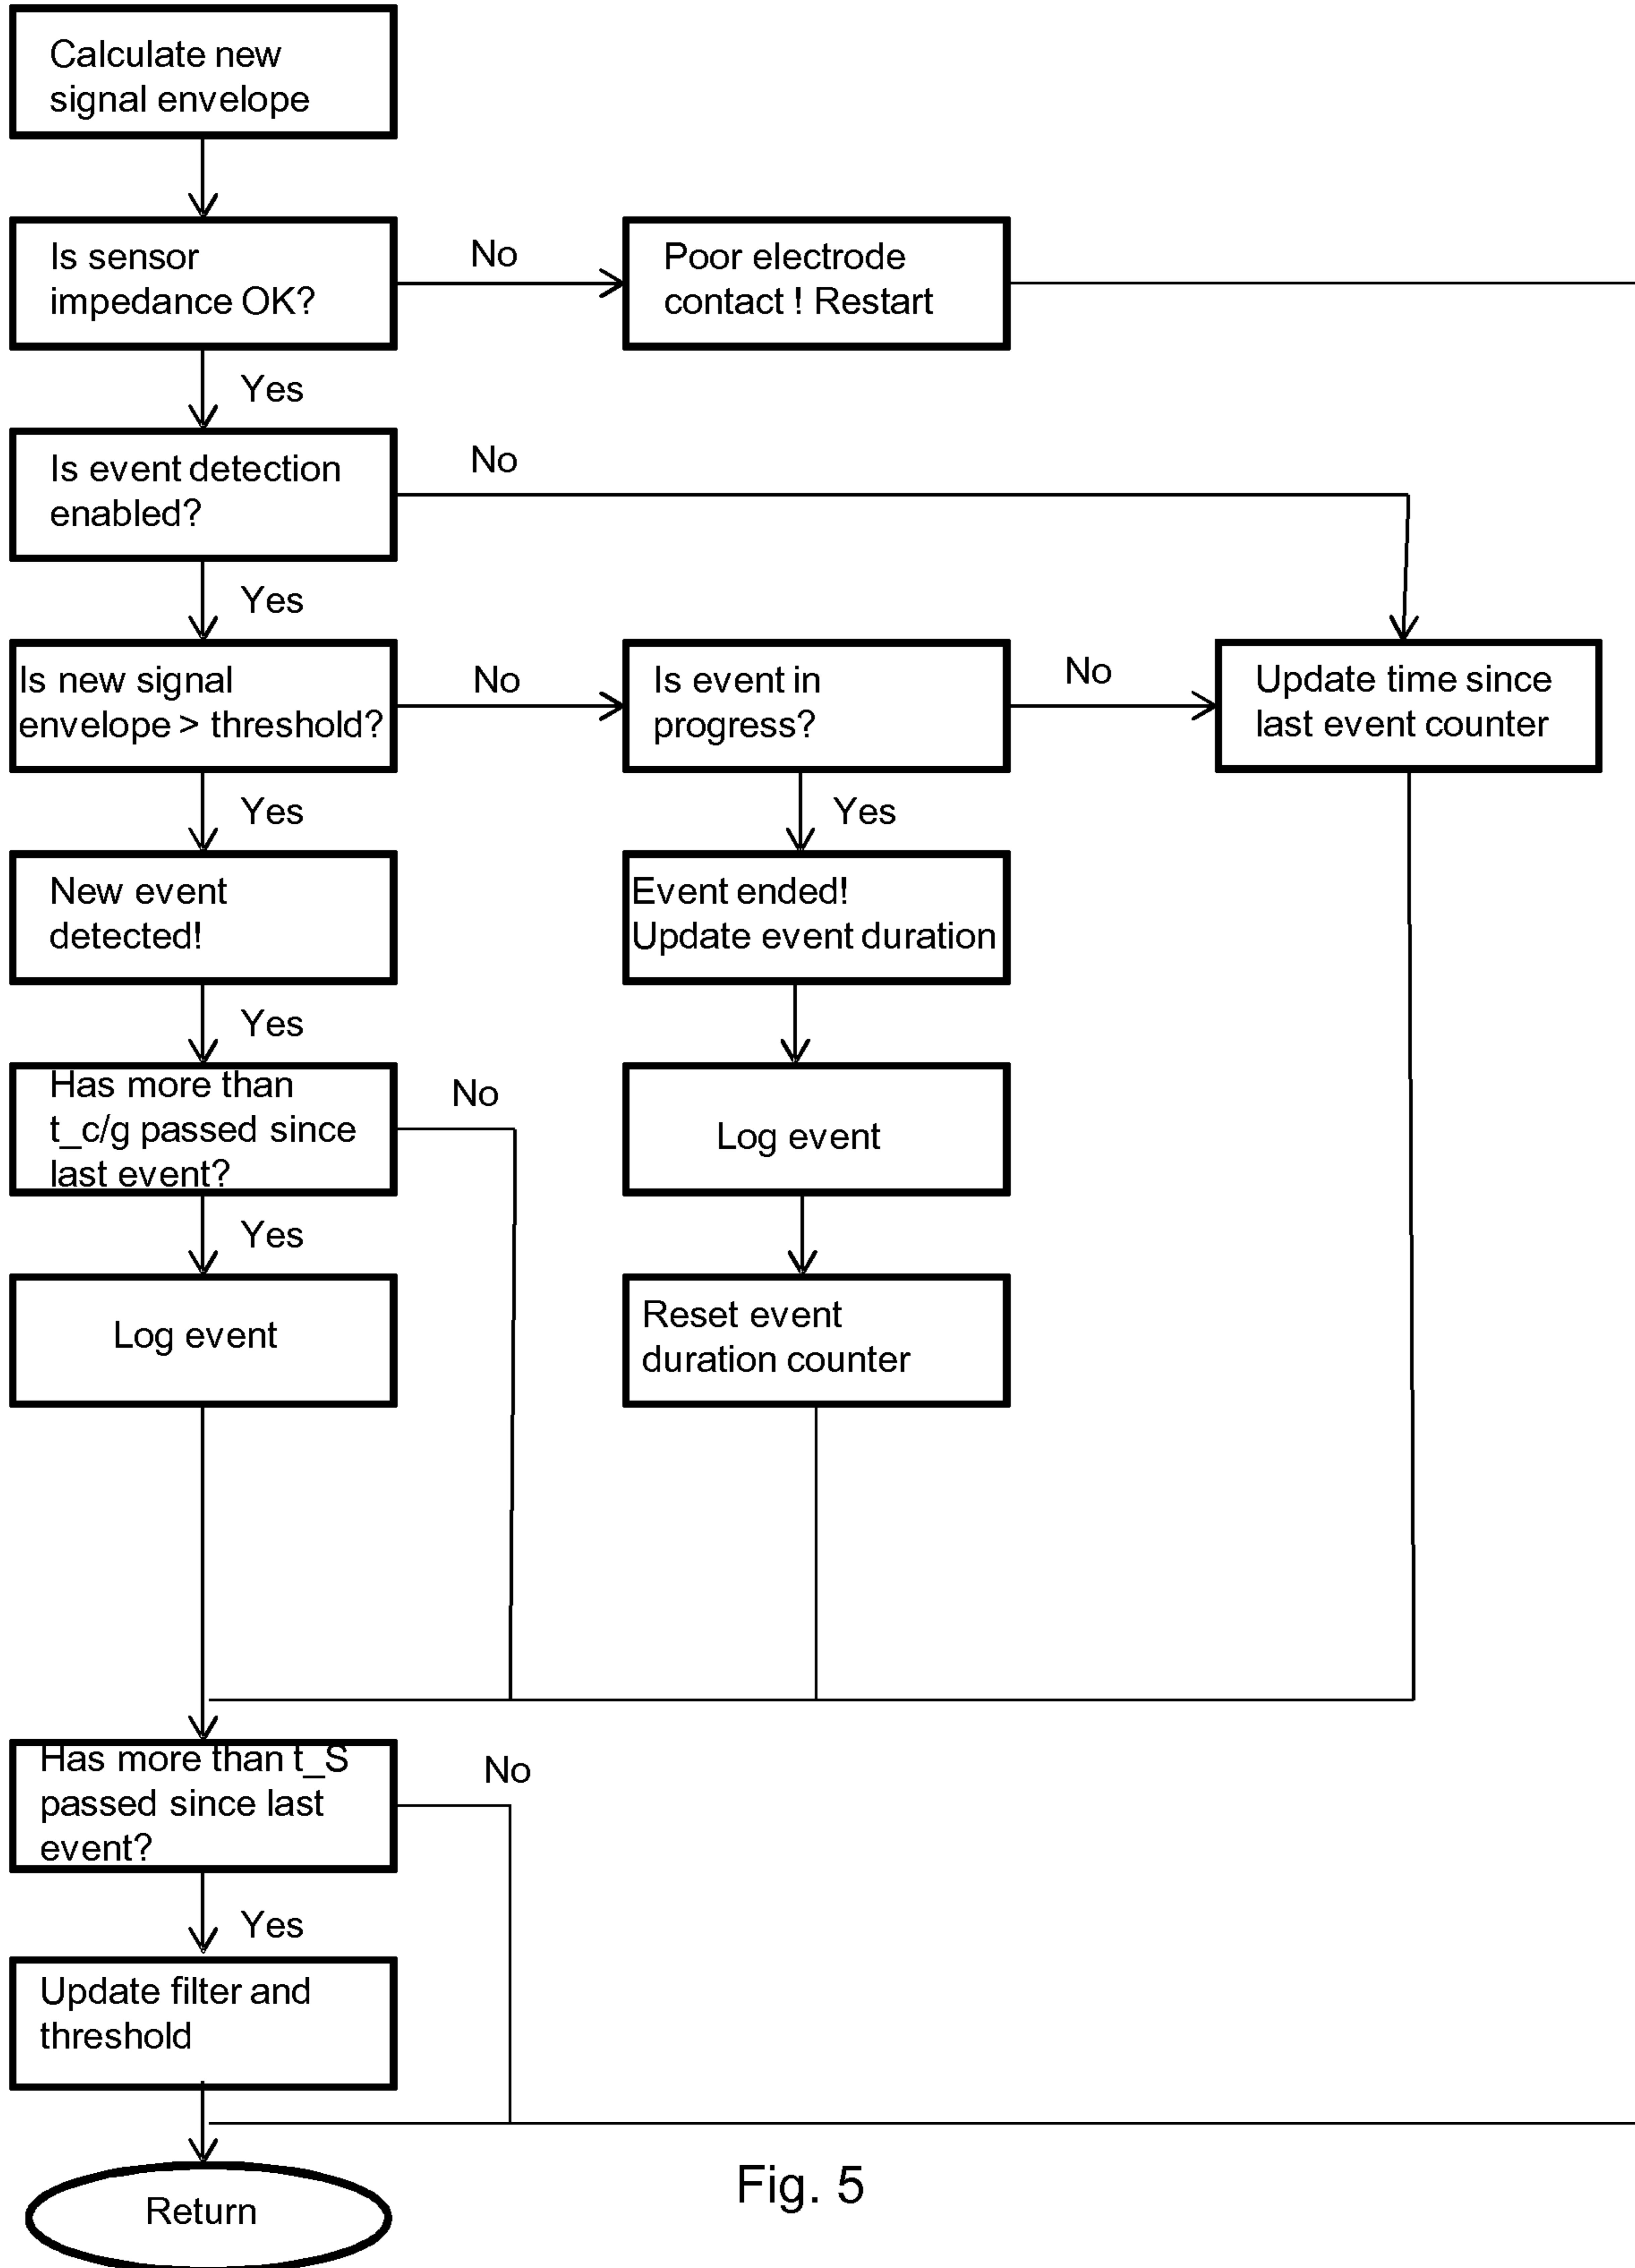 Calculate new
signal envelope
Is sensor
impedance OK?
No
Poor electrode
contact ! Restart
Yes
Is event detection
enabled?
No
Yes
Is new signal
envelope > threshold?
No
Is event in
progress?
No
Update time since
last event counter
Yes
Yes
New event
detected!
Event ended!
Update event duration
Yes
Has more than
t_c/g passed since
last event?
No
Log event
Yes
Log event
Reset event
duration counter
Has more than t_S
passed since last
event?
No
Yes
Update filter and
threshold
Return
Fig. 5